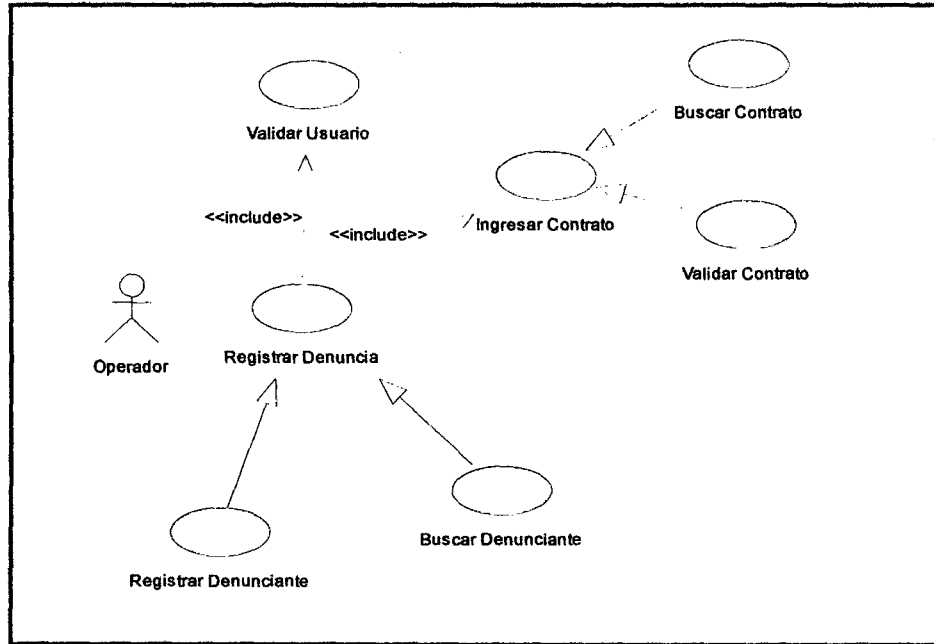 Validar Usuario
Buscar Contrato
<<include>>
<<include>>
Ingresar Contrato
Validar Contrato
Operador
Registrar Denuncia
Buscar Denunciante
Registrar Denunciante